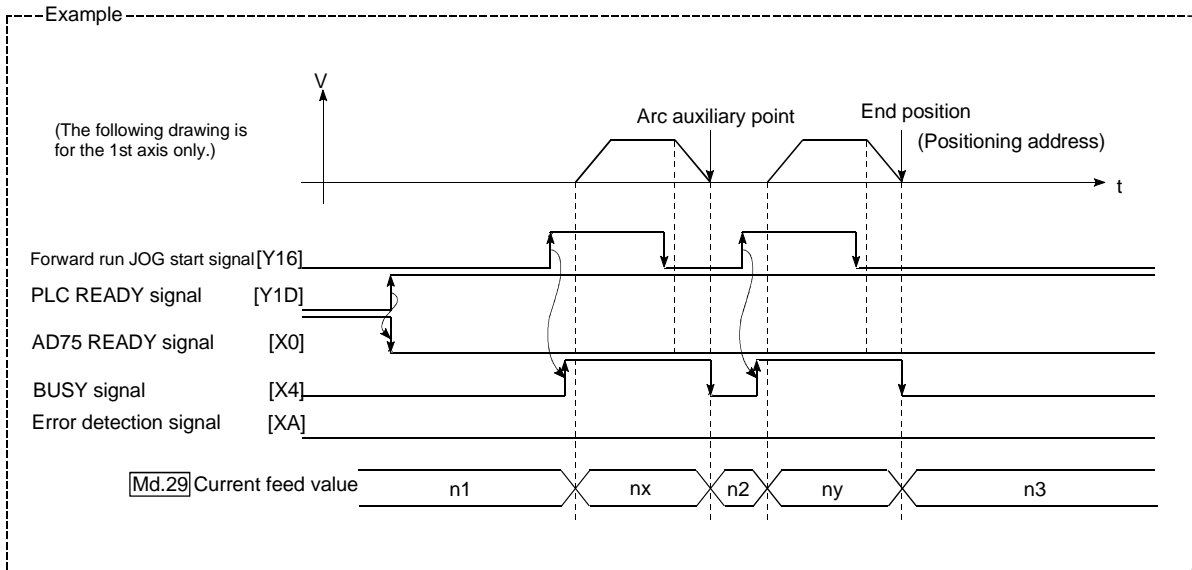 Example
V
(The following drawing is
for the 1st axis only.)
Arc auxiliary point
End position
(Positioning address)
t
Forward run JOG start signal [Y16]
PLC READY signal [Y1D]
AD75 READY signal [X0]
BUSY signal [X4]
Error detection signal [XA]
Md.29 Current feed value n1 nx n2 ny n3